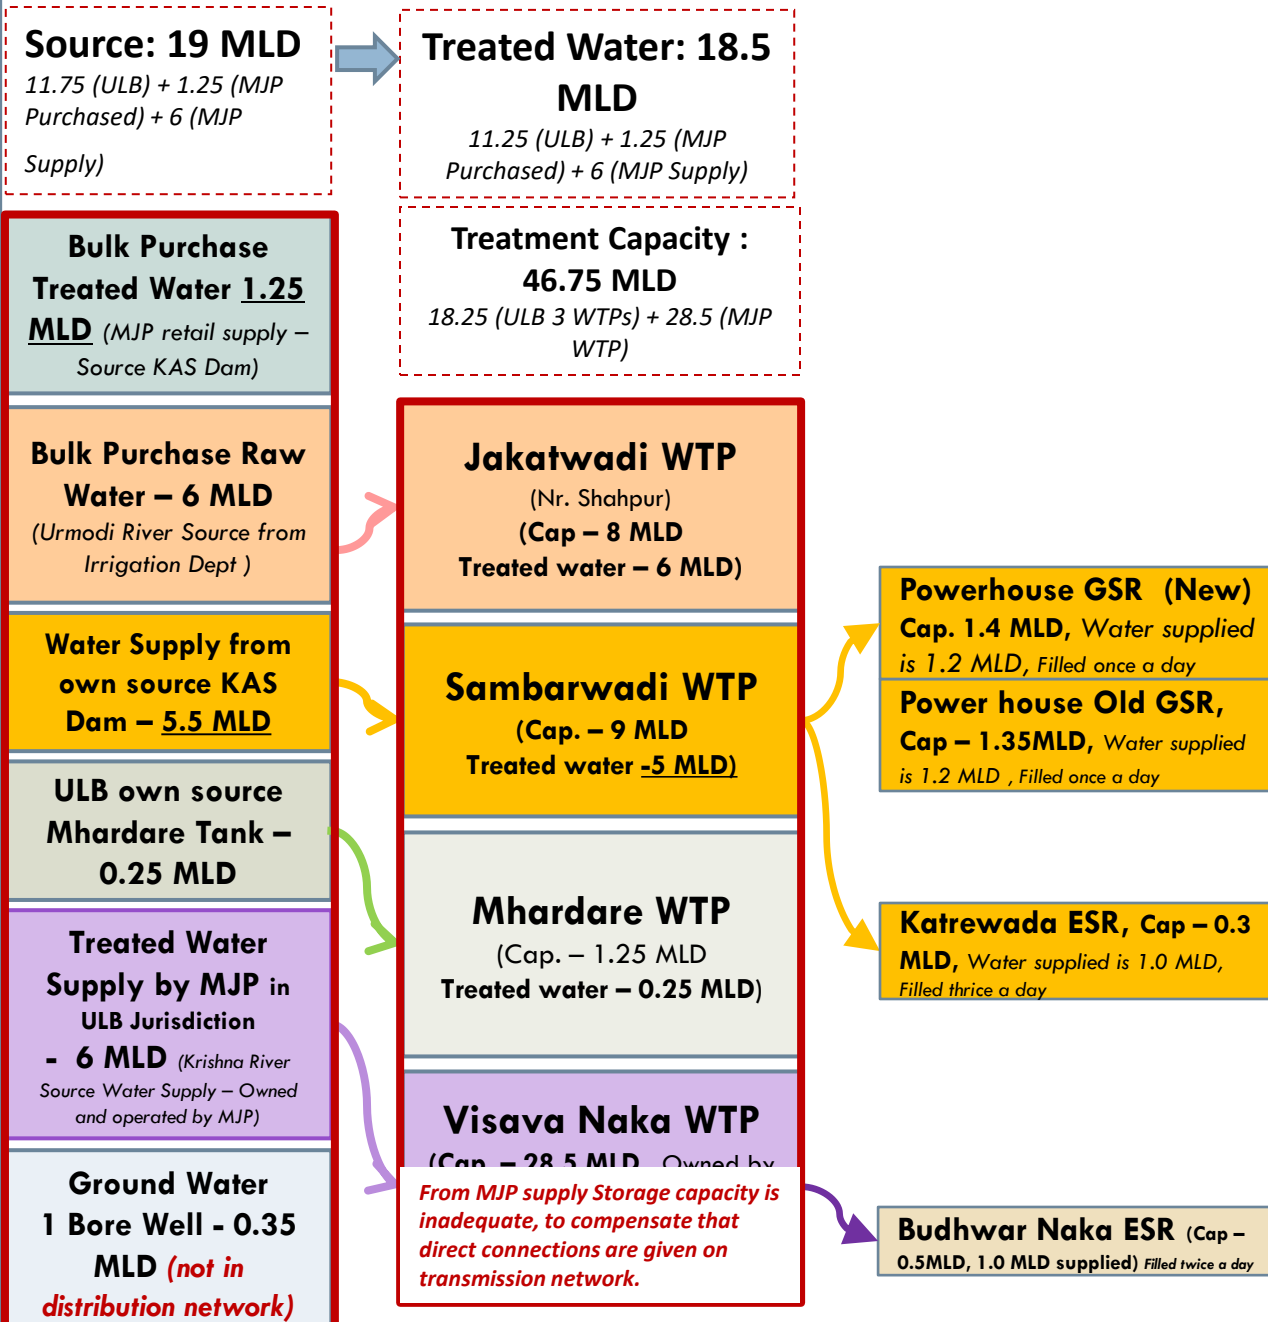 Source: 19 MLD
11.75 (ULB) + 1.25 (MJP
Purchased) + 6 (MJP
Supply)
Treated Water: 18.5
MLD
11.25 (ULB) + 1.25 (MJP
Purchased) + 6 (MJP Supply)
Treatment Capacity :
46.75 MLD
18.25 (ULB 3 WTPs) + 28.5 (MJP
WTP)
Bulk Purchase
Treated Water 1.25
MLD (MJP retail supply –
Source KAS Dam)
Bulk Purchase Raw
Water – 6 MLD
(Urmodi River Source from
Irrigation Dept )
Water Supply from
own source KAS
Dam – 5.5 MLD
ULB own source
Mhardare Tank –
0.25 MLD
Treated Water
Supply by MJP in
ULB Jurisdiction
- 6 MLD (Krishna River
Source Water Supply – Owned
and operated by MJP)
Ground Water
1 Bore Well - 0.35
MLD (not in
distribution network)
Jakatwadi WTP
(Nr. Shahpur)
(Cap – 8 MLD
Treated water – 6 MLD)
Sambarwadi WTP
(Cap. – 9 MLD
Treated water -5 MLD)
Mhardare WTP
(Cap. – 1.25 MLD
Treated water – 0.25 MLD)
Visava Naka WTP
(Cap. – 28.5 MLD Owned by
From MJP supply Storage capacity is
inadequate, to compensate that
direct connections are given on
transmission network.
Powerhouse GSR (New)
Cap. 1.4 MLD, Water supplied
is 1.2 MLD, Filled once a day
Power house Old GSR,
Cap – 1.35MLD, Water supplied
is 1.2 MLD , Filled once a day
Katrewada ESR, Cap – 0.3
MLD, Water supplied is 1.0 MLD,
Filled thrice a day
Budhwar Naka ESR (Cap –
0.5MLD, 1.0 MLD supplied) Filled twice a day